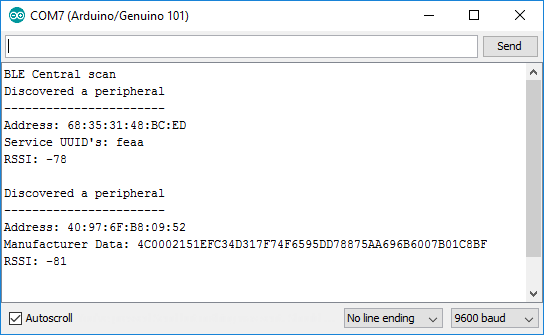 COM7 (Arduino/Genuino 101)
Send
BLE Central scan
Discovered a peripheral
-----------------------
Address: 68:35:31:48:BC:ED
Service UUID's: feaa
RSSI: -78
Discovered a peripheral
-----------------------
Address: 40:97:6F:B8:09:52
Manufacturer Data: 4C0002151EFC34D317F74F6595DD78875AA696B6007B01C8BF
RSSI: -81
Autoscroll
No line ending
9600 baud